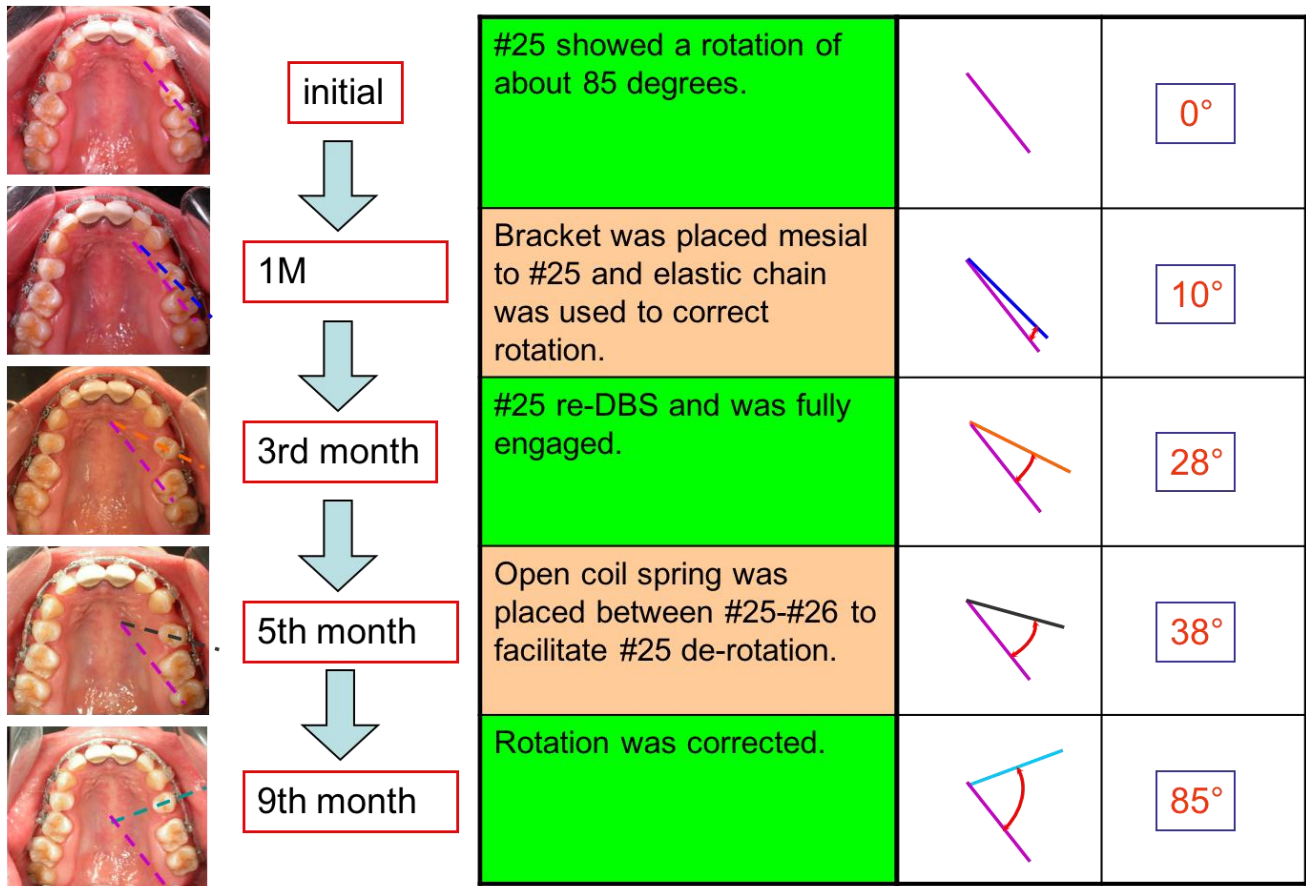 initial
#25 showed a rotation of
about 85 degrees.
0°
1M
Bracket was placed mesial
to #25 and elastic chain
was used to correct
rotation.
10°
3rd month
#25 re-DBS and was fully
engaged.
28°
5th month
Open coil spring was
placed between #25-#26 to
facilitate #25 de-rotation.
38°
9th month
Rotation was corrected.
85°